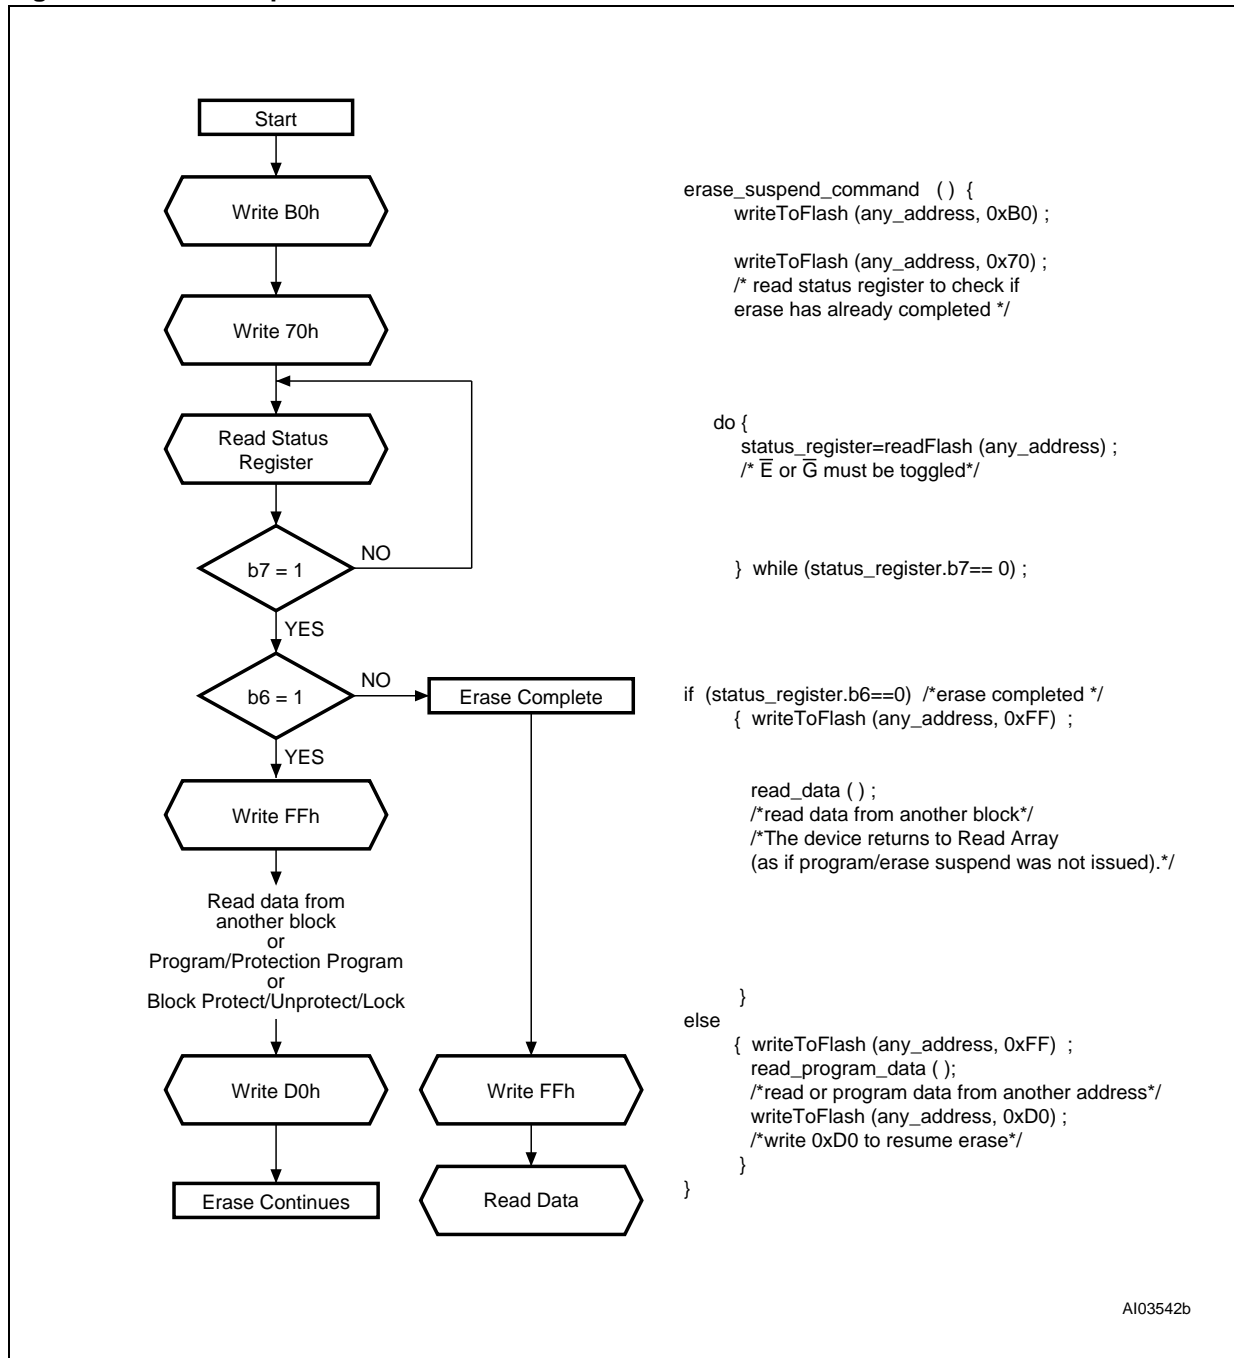 Start
Write B0h
Write 70h
Read Status
Register
NO
b7 = 1
YES
NO
b6 = 1
Erase Complete
YES
Write FFh
Read data from
another block
or
Program/Protection Program
or
Block Protect/Unprotect/Lock
Write D0h
Write FFh
Erase Continues
Read Data
erase_suspend_command ( ) {
writeToFlash (any_address, 0xB0) ;
writeToFlash (any_address, 0x70) ;
/* read status register to check if
erase has already completed */
do {
status_register=readFlash (any_address) ;
/* E̅ or G̅ must be toggled*/
} while (status_register.b7== 0) ;
if (status_register.b6==0) /*erase completed */
{ writeToFlash (any_address, 0xFF) ;
read_data ( ) ;
/*read data from another block*/
/*The device returns to Read Array
(as if program/erase suspend was not issued).*/
}
else
{ writeToFlash (any_address, 0xFF) ;
read_program_data ( );
/*read or program data from another address*/
writeToFlash (any_address, 0xD0) ;
/*write 0xD0 to resume erase*/
}
}
AI03542b